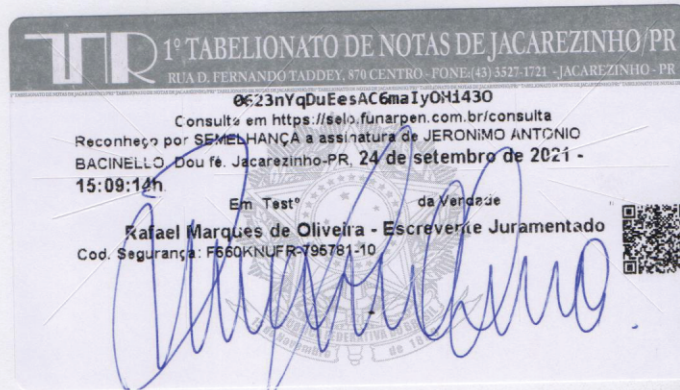 TNR
1º TABELIONATO DE NOTAS DE JACAREZINHO/PR
RUA D. FERNANDO TADDEY, 870 CENTRO - FONE:(43) 3527-1721 - JACAREZINHO - PR
0623nYqDuEesAC6maIyOHi430
Consulte em https://selo.funarpen.com.br/consulta
Reconheço por SEMELHANÇA a assinatura de JERONIMO ANTONIO
BACINELLO. Dou fé. Jacarezinho-PR, 24 de setembro de 2021 -
15:09:14h.
Em Testº da Verdade
Rafael Marques de Oliveira - Escrevente Juramentado
Cod. Segurança: F660KNUFR-795781-10